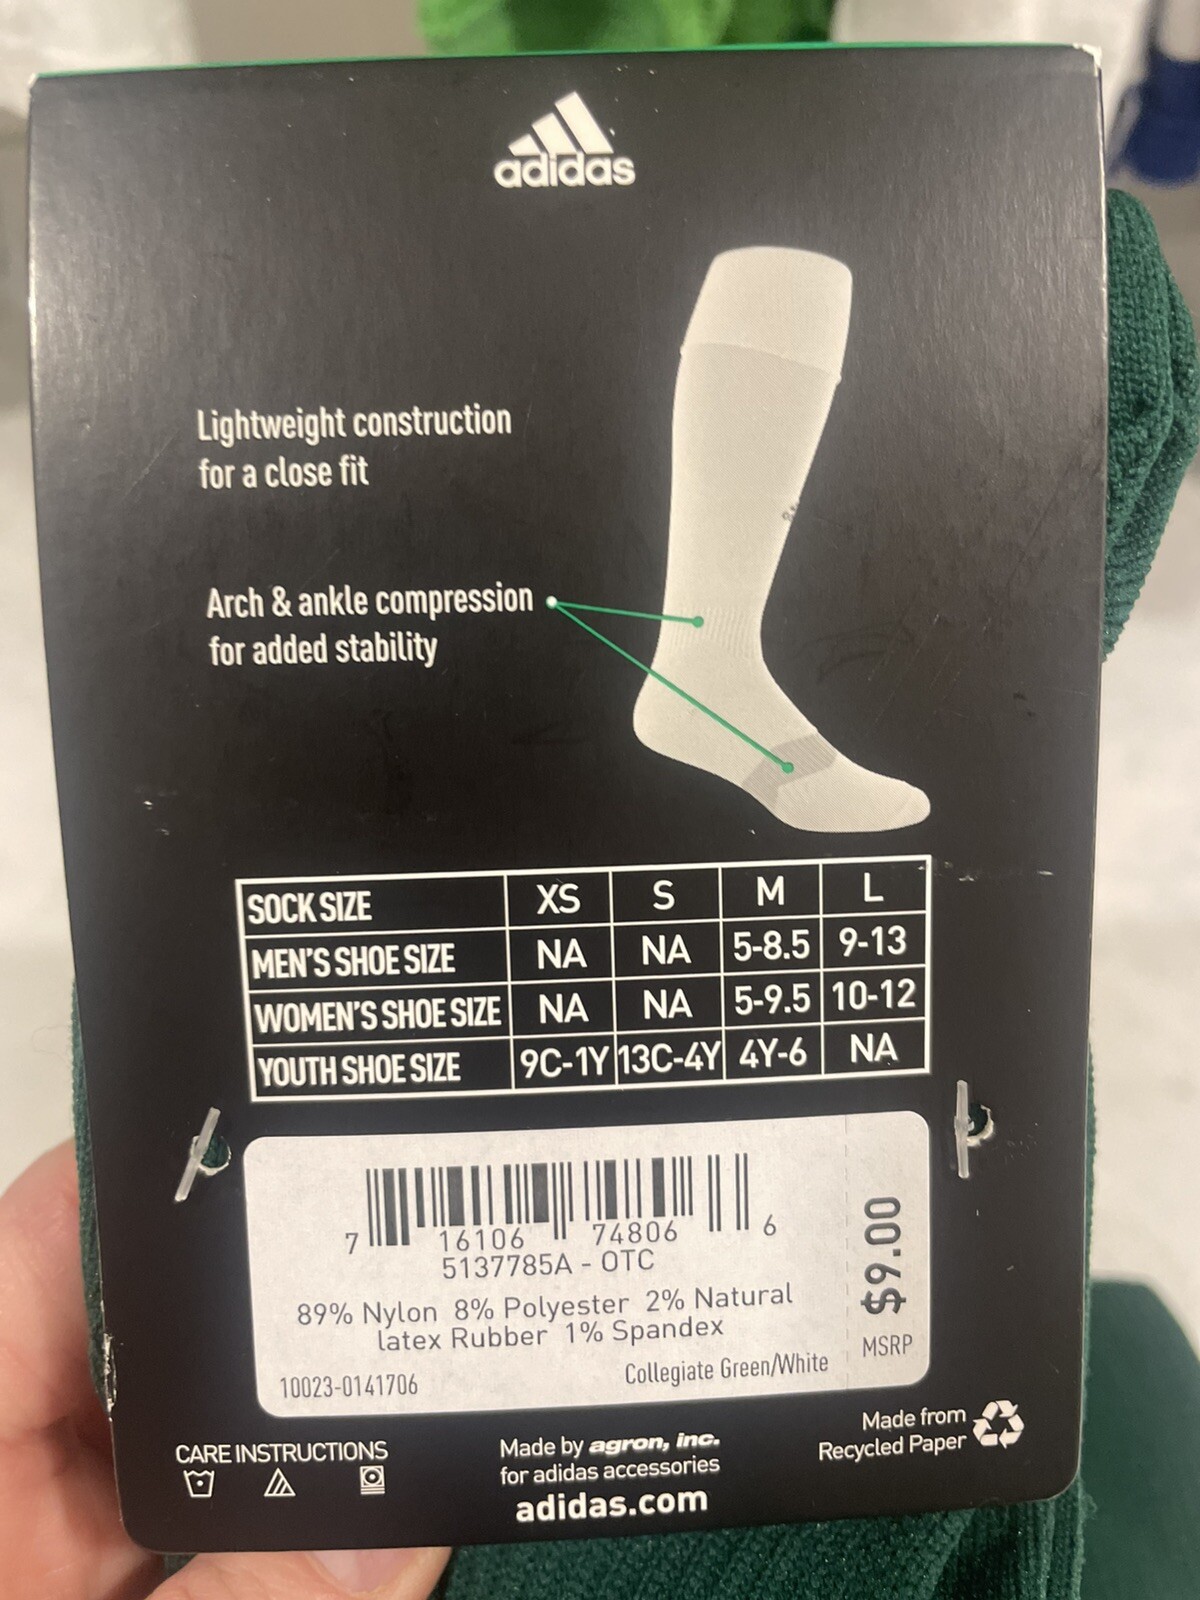 adidas
Lightweight construction
for a close fit
Arch & ankle compression
for added stability
SOCK SIZE XS S M L
MEN'S SHOE SIZE NA NA 5-8.5 9-13
WOMEN'S SHOE SIZE NA NA 5-9.5 10-12
YOUTH SHOE SIZE 9C-1Y 13C-4Y 4Y-6 NA
7 16106 74806 6
5137785A - OTC
89% Nylon 8% Polyester 2% Natural
latex Rubber 1% Spandex
10023-0141706
Collegiate Green/White
$9.00
MSRP
CARE INSTRUCTIONS
Made by agron, inc.
for adidas accessories
adidas.com
Made from
Recycled Paper